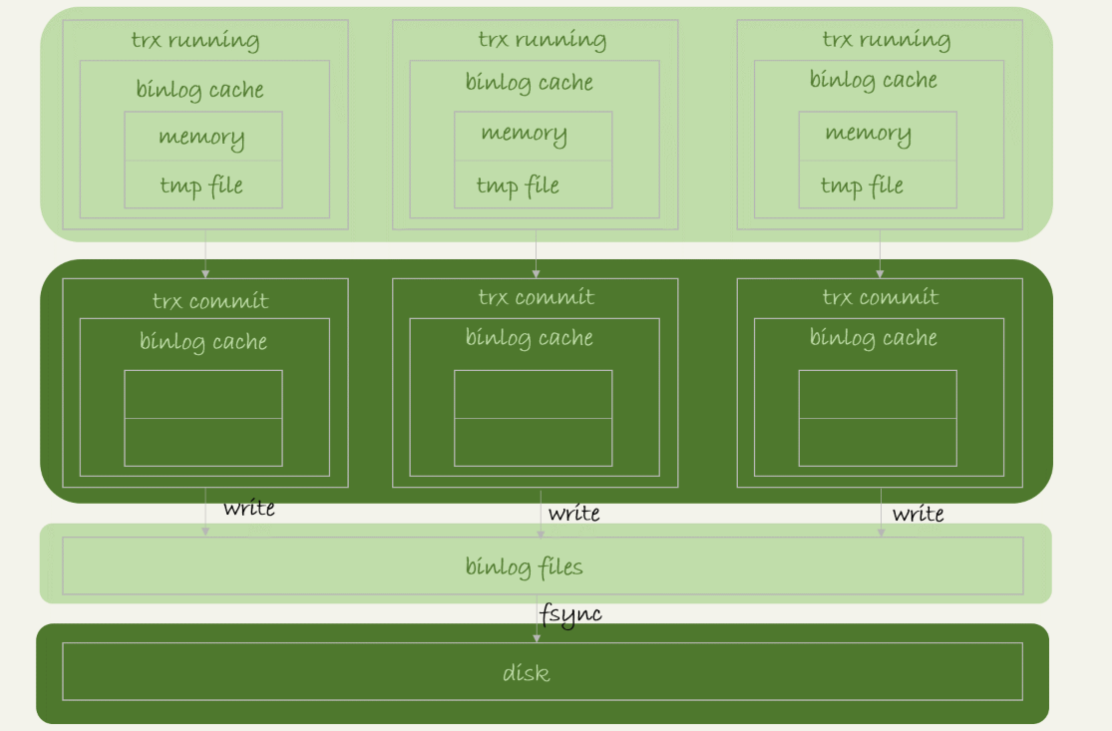 trx running
trx running
trx running
binlog cache
binlog cache
binlog cache
memory
memory
memory
tmp file
tmp file
tmp file
trx commit
trx commit
trx commit
binlog cache
binlog cache
binlog cache
write
write
write
binlog files
fsync
disk